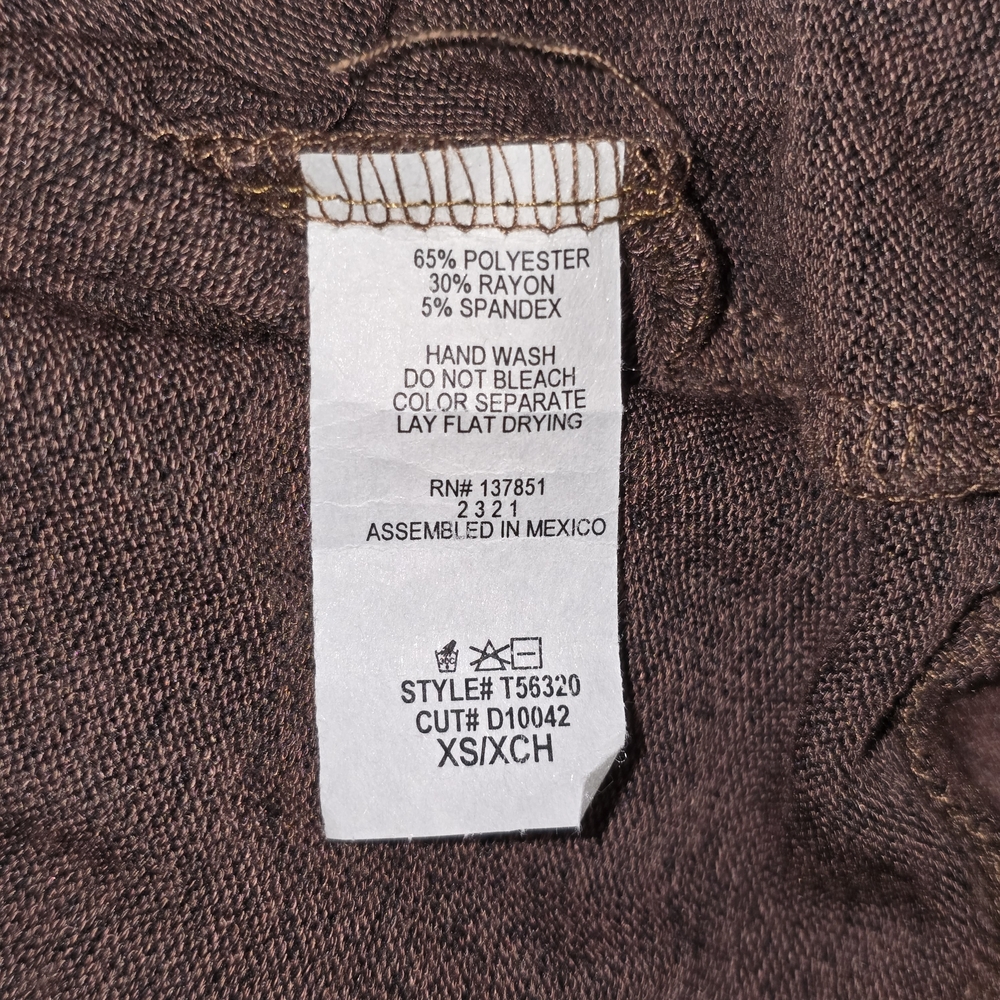 65% POLYESTER
30% RAYON
5% SPANDEX
HAND WASH
DO NOT BLEACH
COLOR SEPARATE
LAY FLAT DRYING
RN# 137851
2 3 2 1
ASSEMBLED IN MEXICO
30C
STYLE# T56320
CUT# D10042
XS/XCH